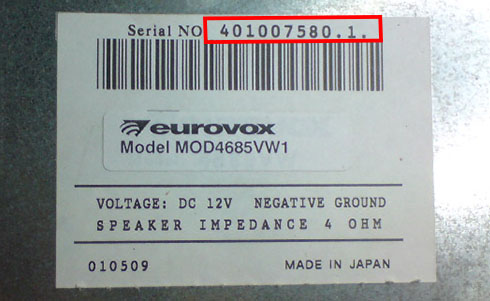 Serial NO 401007580.1.
eurovox
Model MOD4685VW1
VOLTAGE: DC 12V NEGATIVE GROUND
SPEAKER IMPEDANCE 4 OHM
010509 MADE IN JAPAN